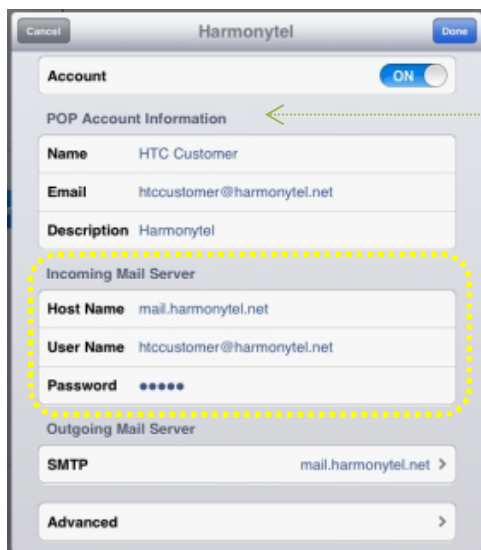 Cancel Harmonytel Done
Account ON
POP Account Information
Name HTC Customer
Email htccustomer@harmonytel.net
Description Harmonytel
Incoming Mail Server
Host Name mail.harmonytel.net
User Name htccustomer@harmonytel.net
Password •••••
Outgoing Mail Server
SMTP mail.harmonytel.net >
Advanced >